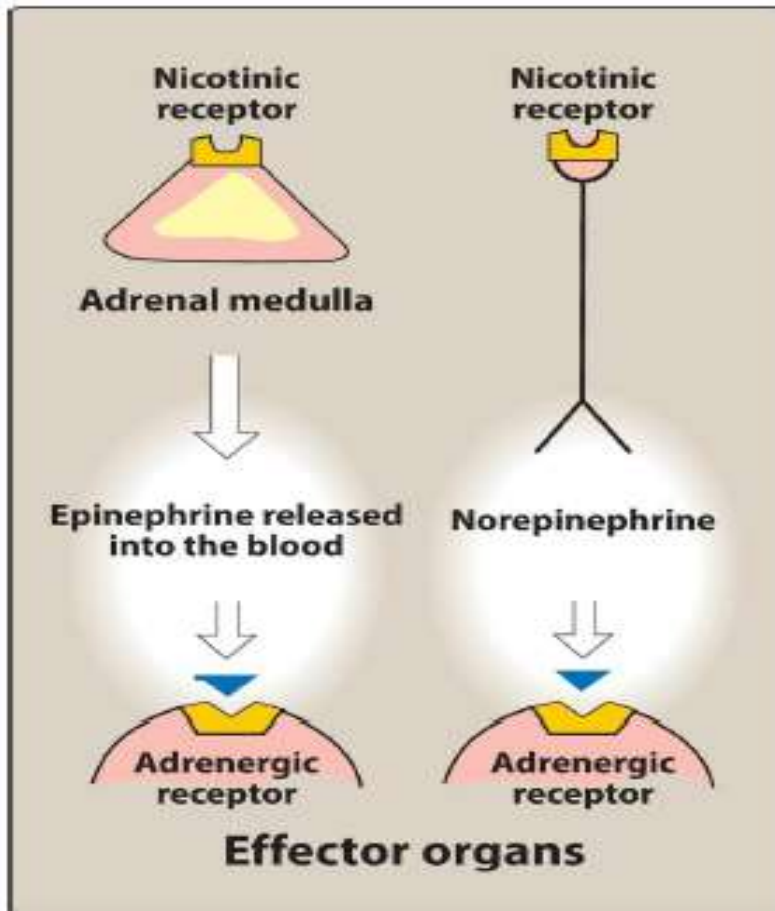 Nicotinic
receptor
Adrenal medulla
Epinephrine released
into the blood
Adrenergic
receptor
Nicotinic
receptor
Norepinephrine
Adrenergic
receptor
Effector organs